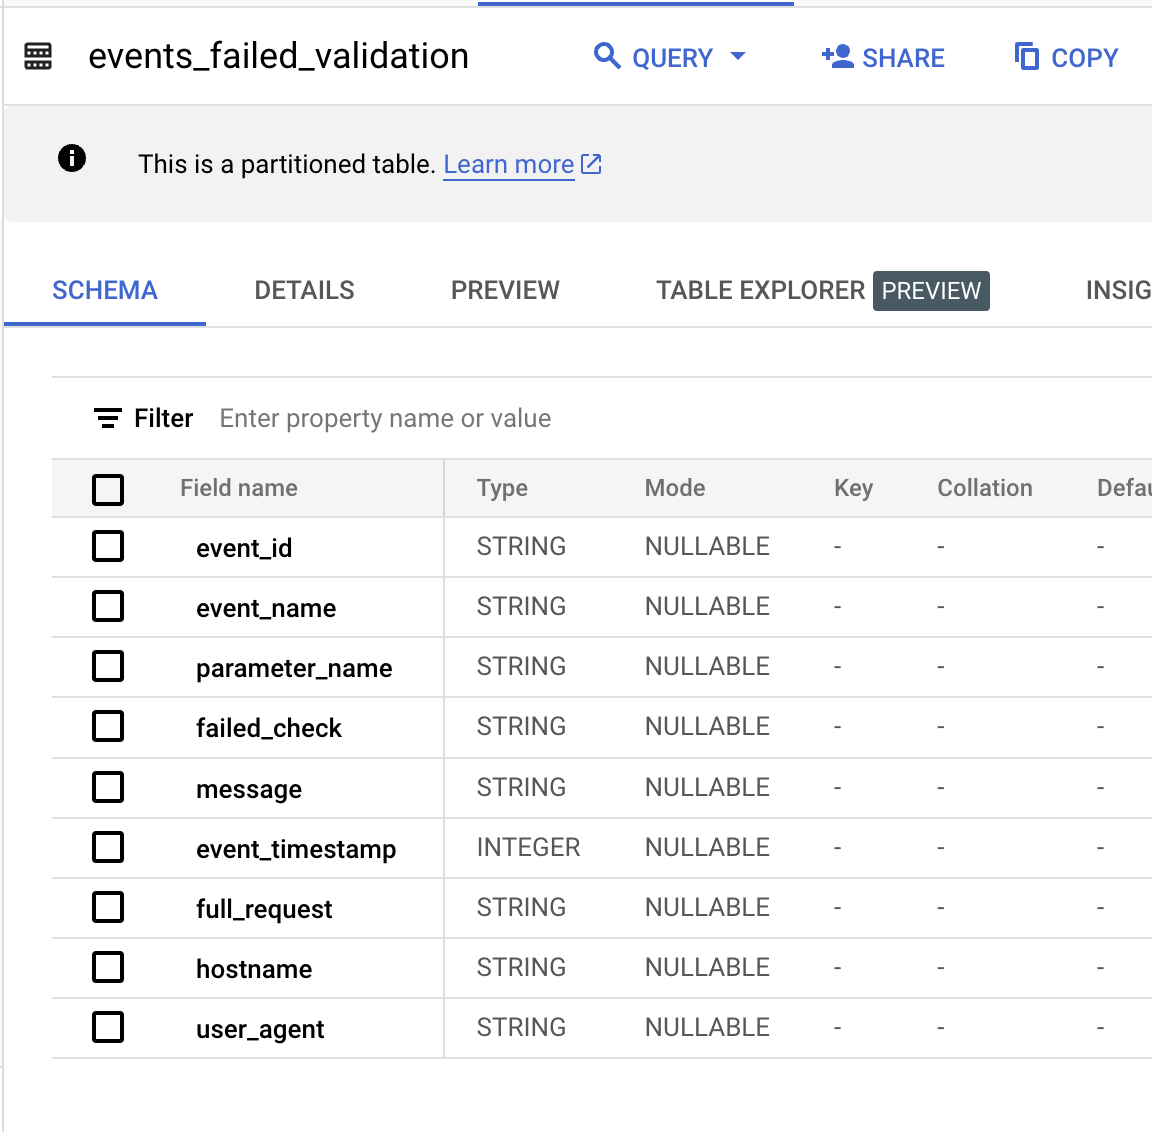 events_failed_validation QUERY SHARE COPY
This is a partitioned table. Learn more
SCHEMA DETAILS PREVIEW TABLE EXPLORER PREVIEW INSIG
Filter Enter property name or value
Field name Type Mode Key Collation Defau
event_id STRING NULLABLE - - -
event_name STRING NULLABLE - - -
parameter_name STRING NULLABLE - - -
failed_check STRING NULLABLE - - -
message STRING NULLABLE - - -
event_timestamp INTEGER NULLABLE - - -
full_request STRING NULLABLE - - -
hostname STRING NULLABLE - - -
user_agent STRING NULLABLE - - -